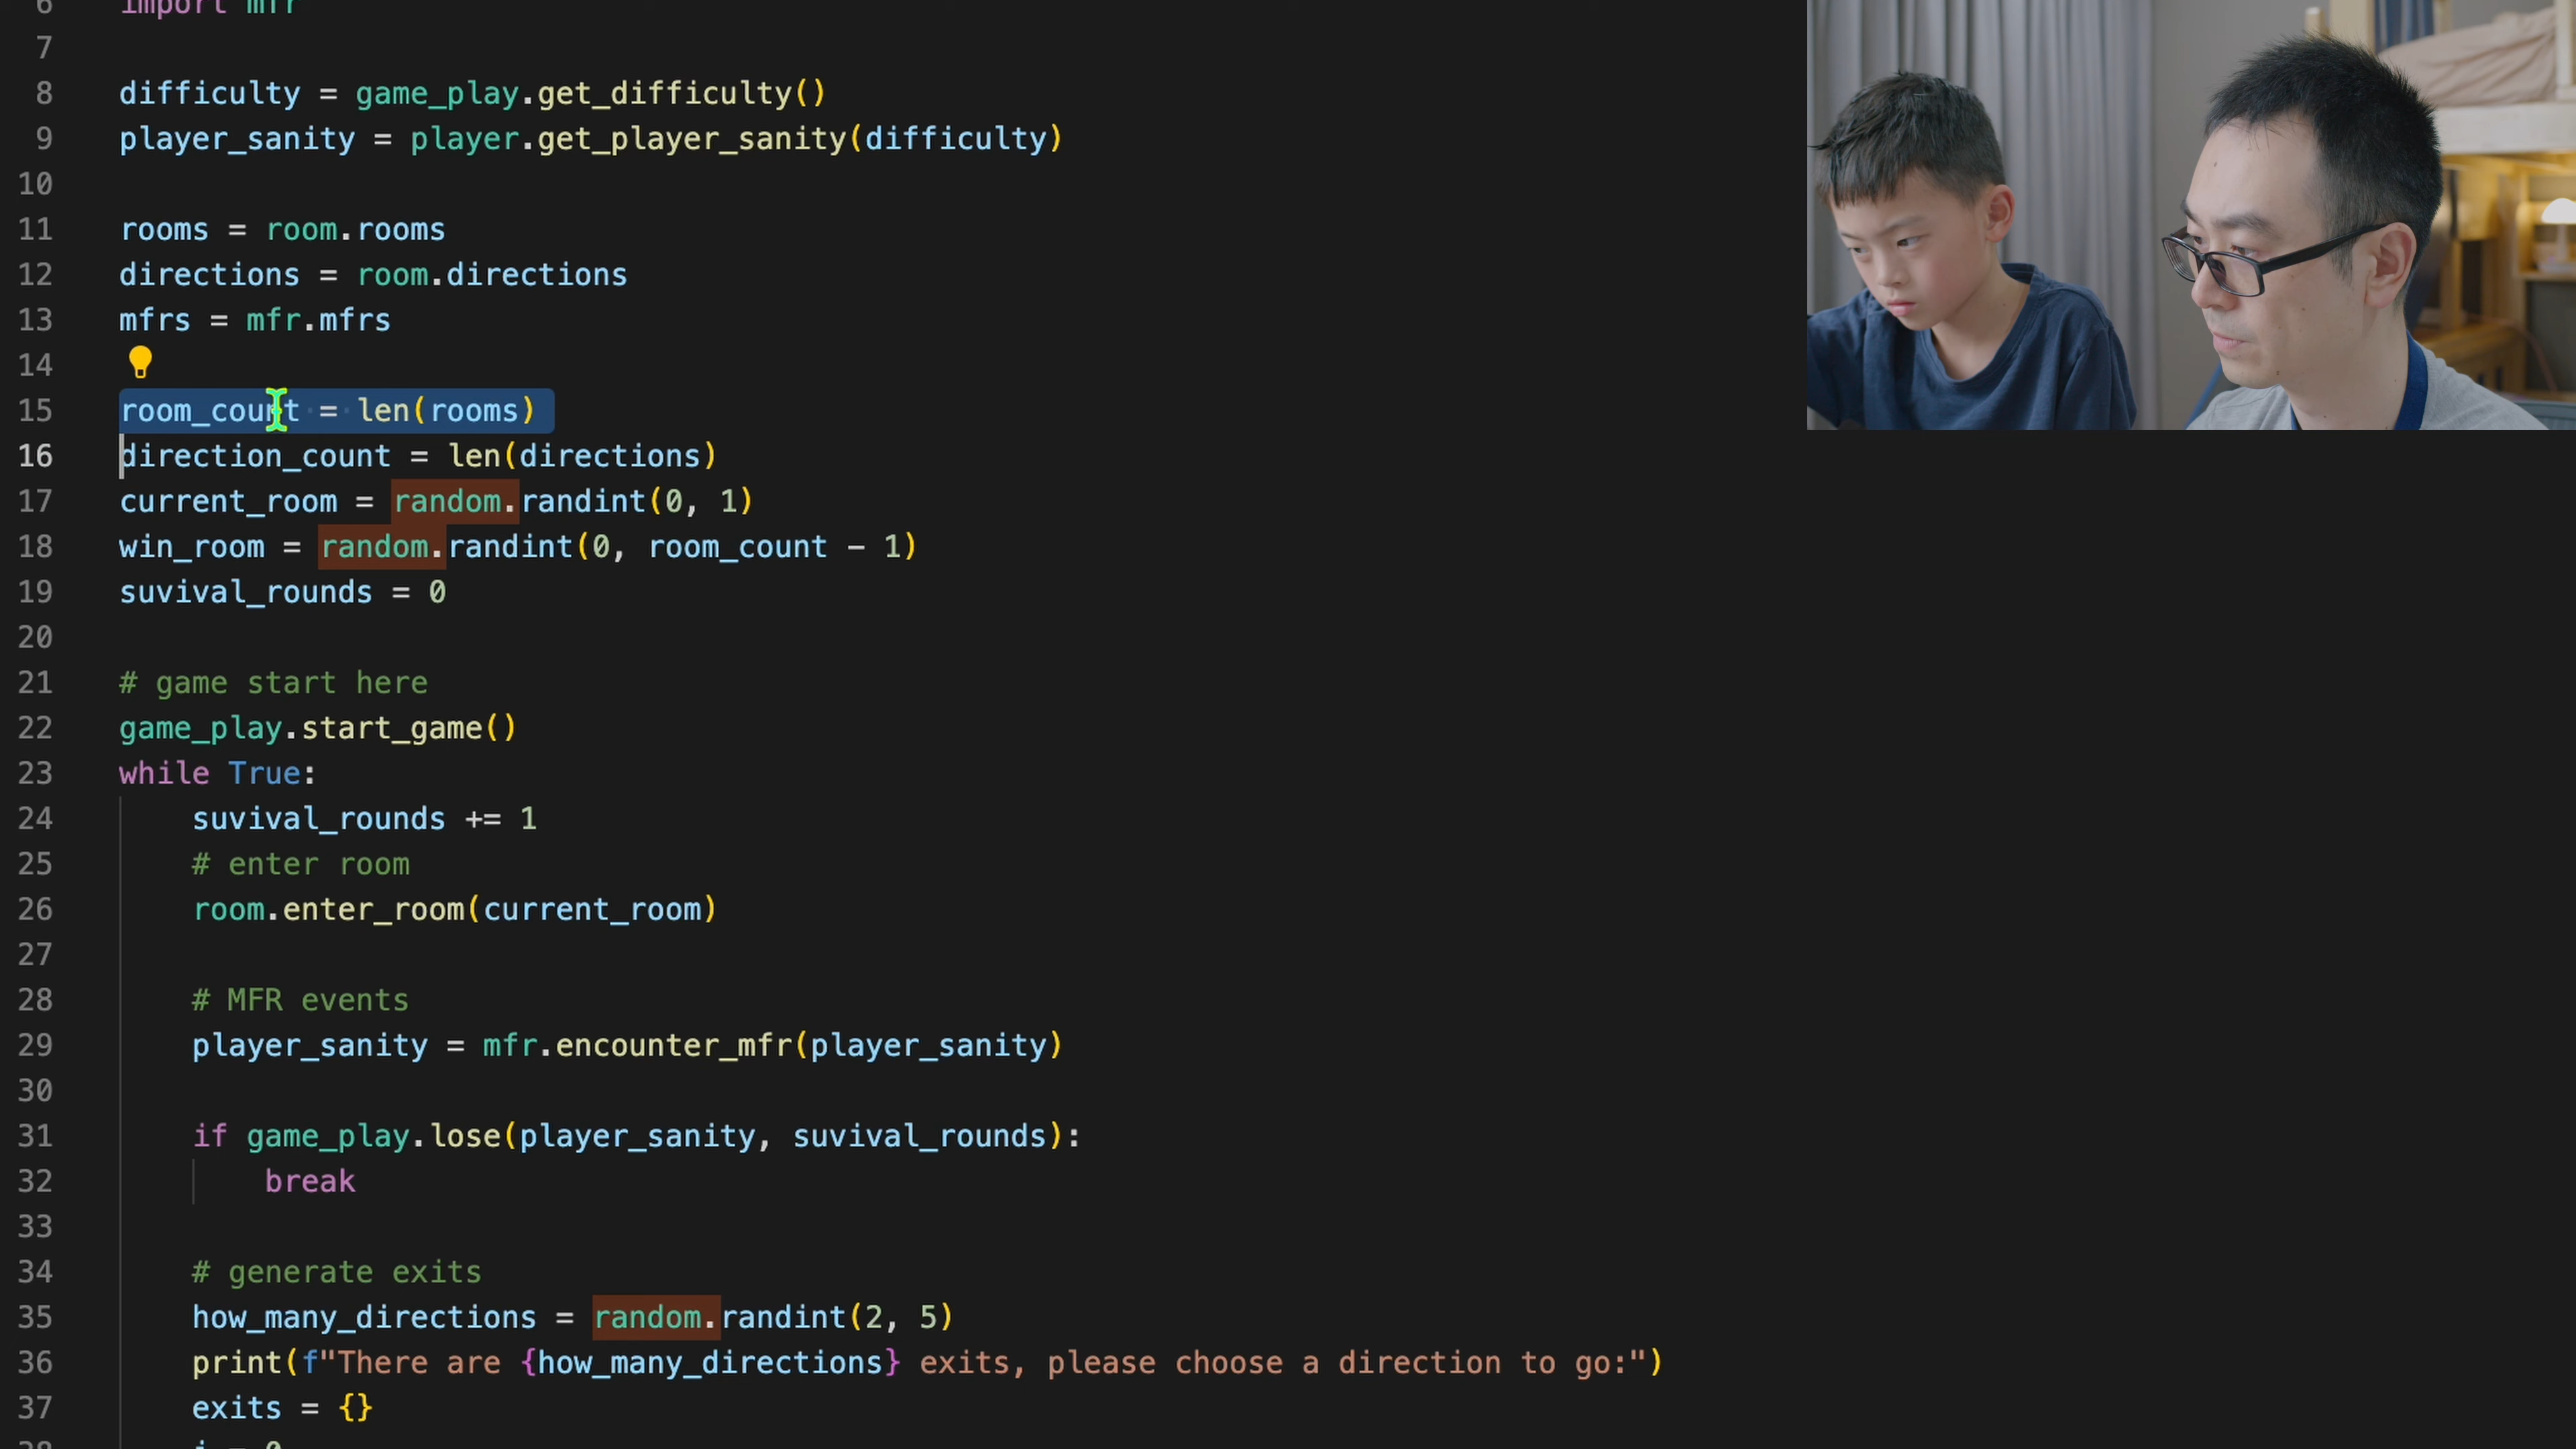 6 import mfr
7
8 difficulty = game_play.get_difficulty()
9 player_sanity = player.get_player_sanity(difficulty)
10
11 rooms = room.rooms
12 directions = room.directions
13 mfrs = mfr.mfrs
14
15 room_count = len(rooms)
16 direction_count = len(directions)
17 current_room = random.randint(0, 1)
18 win_room = random.randint(0, room_count - 1)
19 suvival_rounds = 0
20
21 # game start here
22 game_play.start_game()
23 while True:
24     suvival_rounds += 1
25     # enter room
26     room.enter_room(current_room)
27
28     # MFR events
29     player_sanity = mfr.encounter_mfr(player_sanity)
30
31     if game_play.lose(player_sanity, suvival_rounds):
32         break
33
34     # generate exits
35     how_many_directions = random.randint(2, 5)
36     print(f"There are {how_many_directions} exits, please choose a direction to go:")
37     exits = {}
38     i = 0